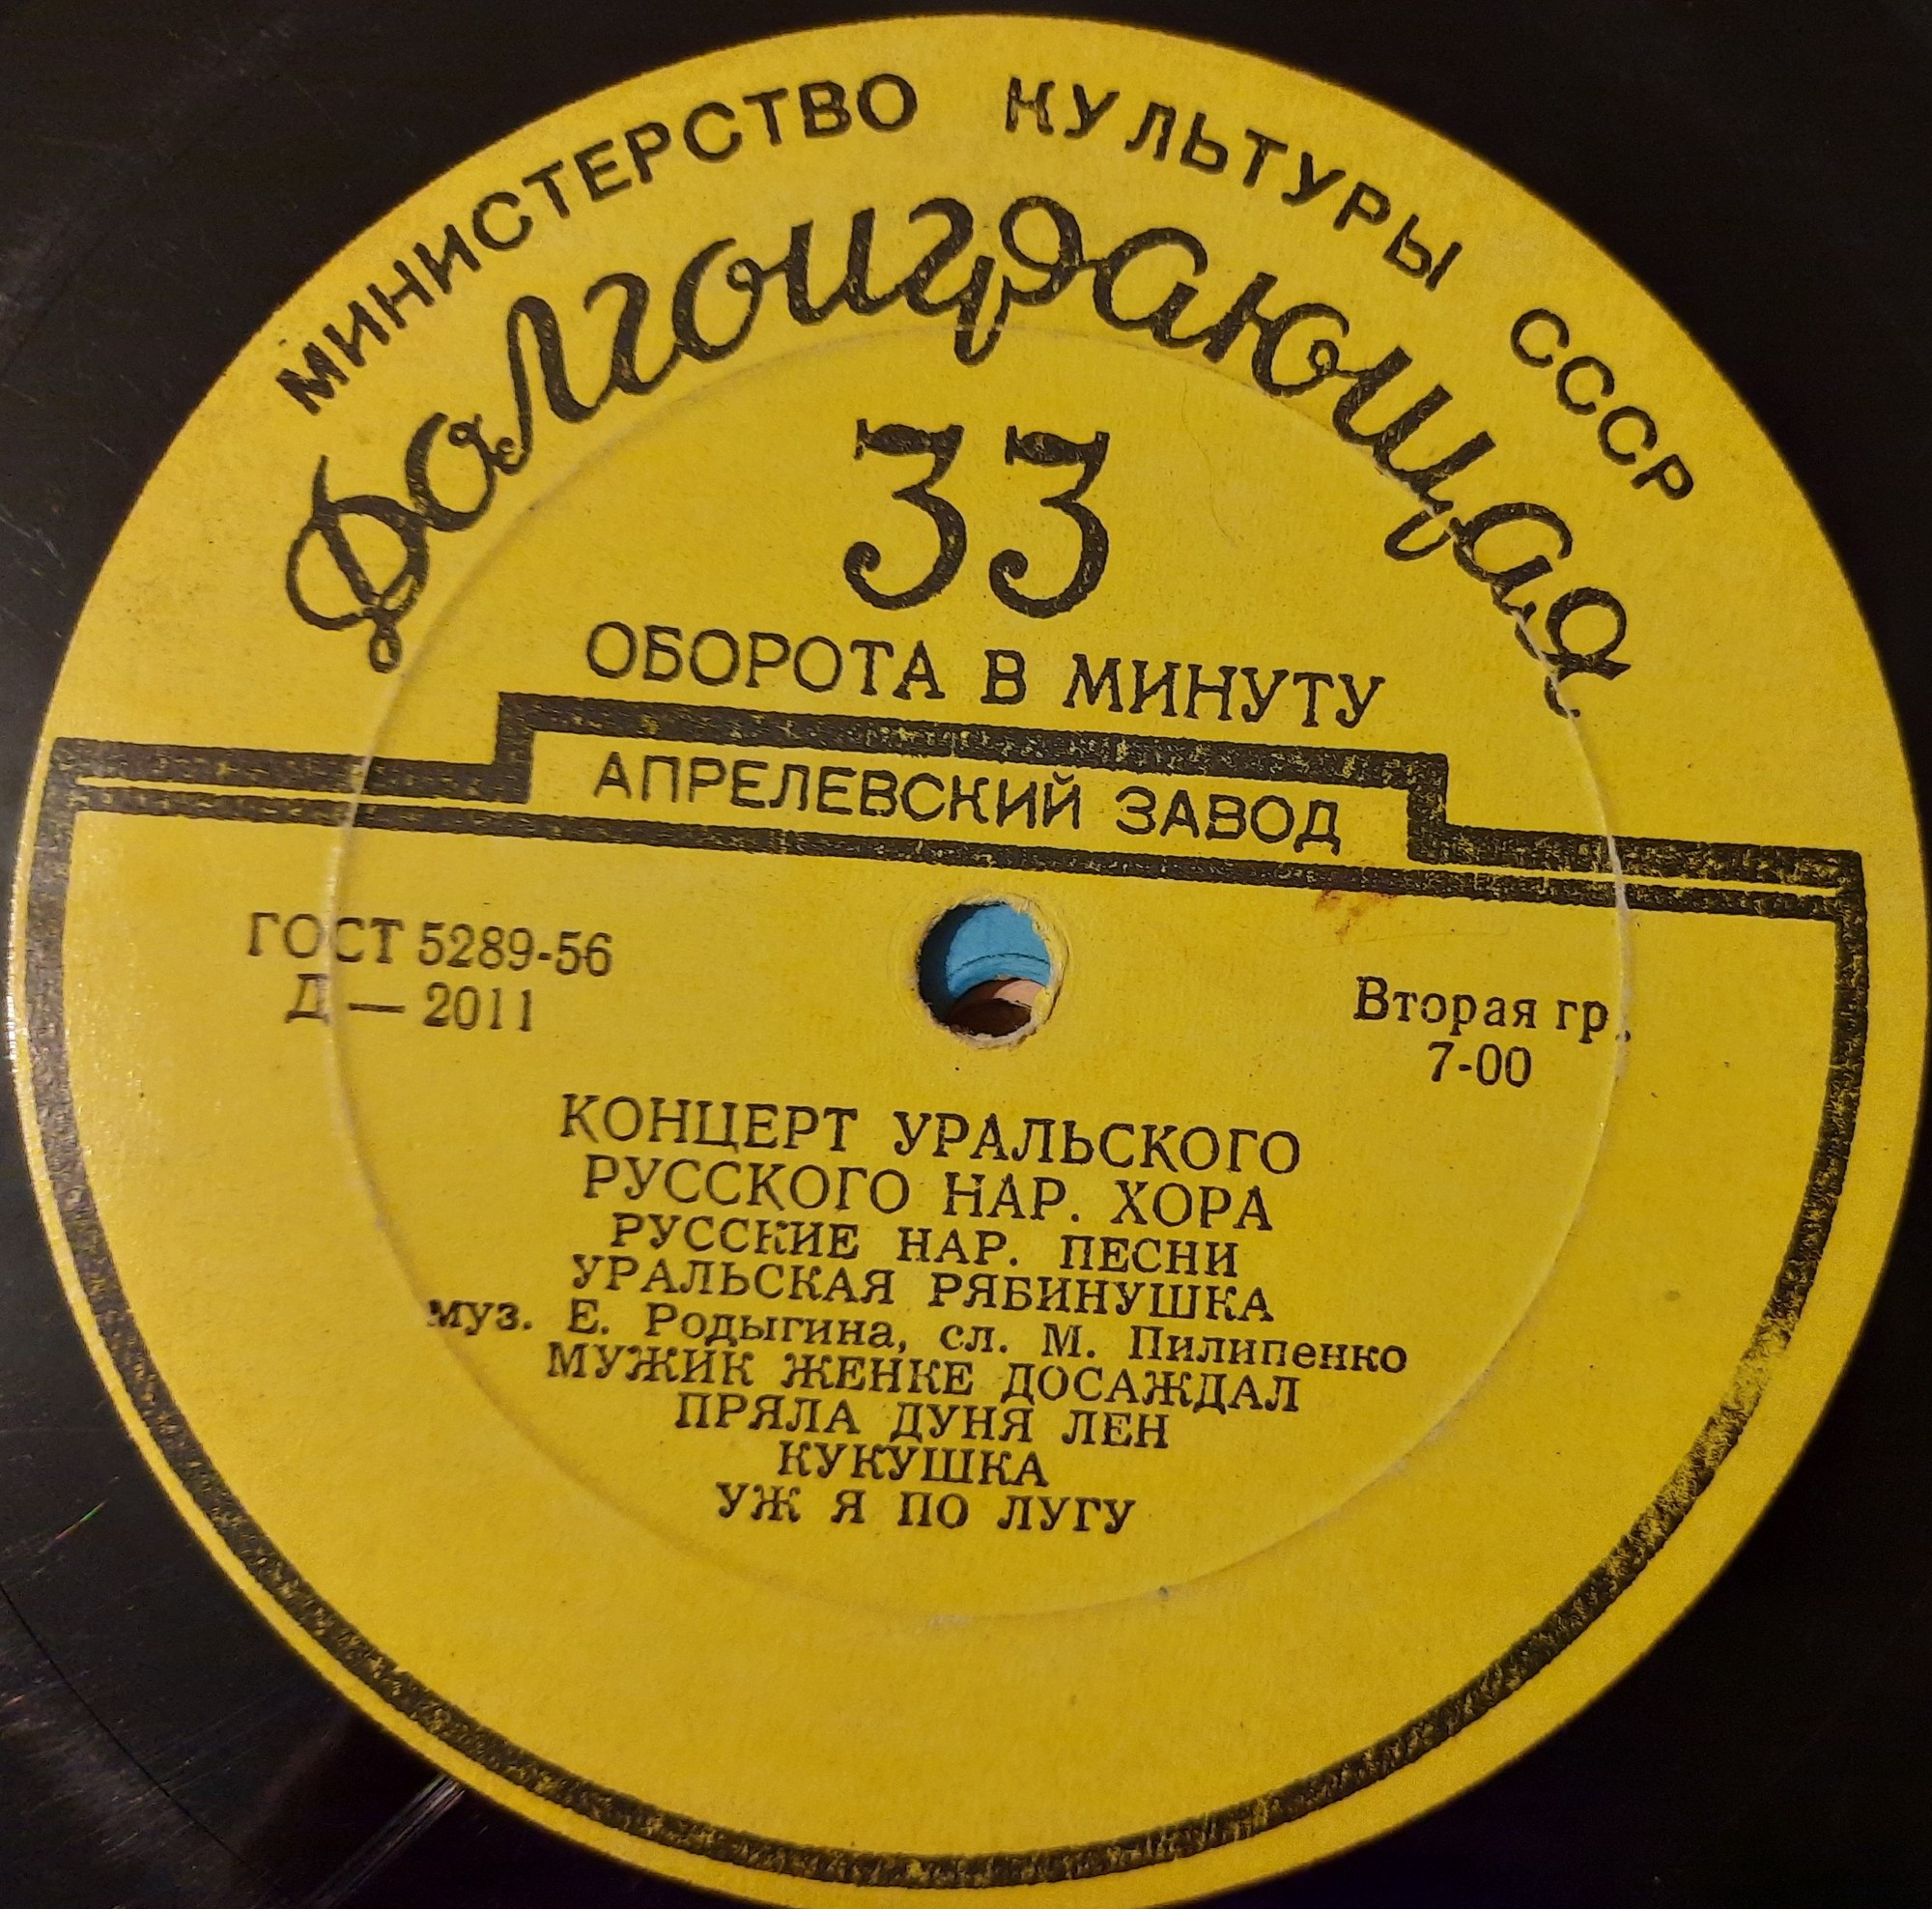 МИНИСТЕРСТВО КУЛЬТУРЫ СССР
Долгоиграющая
33
ОБОРОТА В МИНУТУ
АПРЕЛЕВСКИЙ ЗАВОД
ГОСТ 5289-56
Д — 2011
Вторая гр.
7-00
КОНЦЕРТ УРАЛЬСКОГО
РУССКОГО НАР. ХОРА
РУССКИЕ НАР. ПЕСНИ
УРАЛЬСКАЯ РЯБИНУШКА
муз. Е. Родыгина, сл. М. Пилипенко
МУЖИК ЖЕНКЕ ДОСАЖДАЛ
ПРЯЛА ДУНЯ ЛЕН
КУКУШКА
УЖ Я ПО ЛУГУ